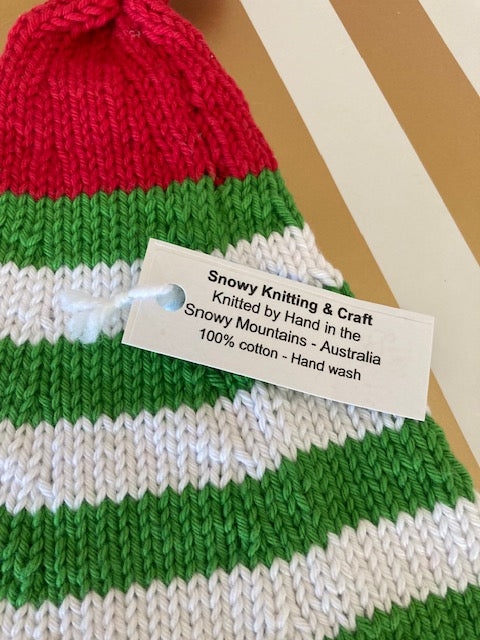 Snowy Knitting & Craft
Knitted by Hand in the
Snowy Mountains - Australia
100% cotton - Hand wash